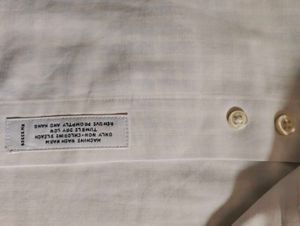 MACHINE WASH WARM
ONLY NON-CHLORINE BLEACH
TUMBLE DRY LOW
REMOVE PROMPTLY AND HANG